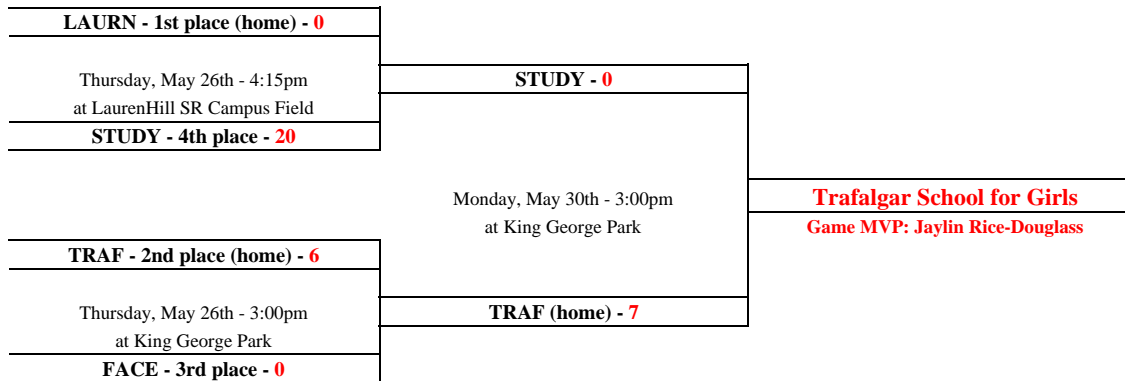 LAURN - 1st place (home) - 0
Thursday, May 26th - 4:15pm
at LaurenHill SR Campus Field
STUDY - 4th place - 20
STUDY - 0
Monday, May 30th - 3:00pm
at King George Park
Trafalgar School for Girls
Game MVP: Jaylin Rice-Douglass
TRAF - 2nd place (home) - 6
Thursday, May 26th - 3:00pm
at King George Park
FACE - 3rd place - 0
TRAF (home) - 7